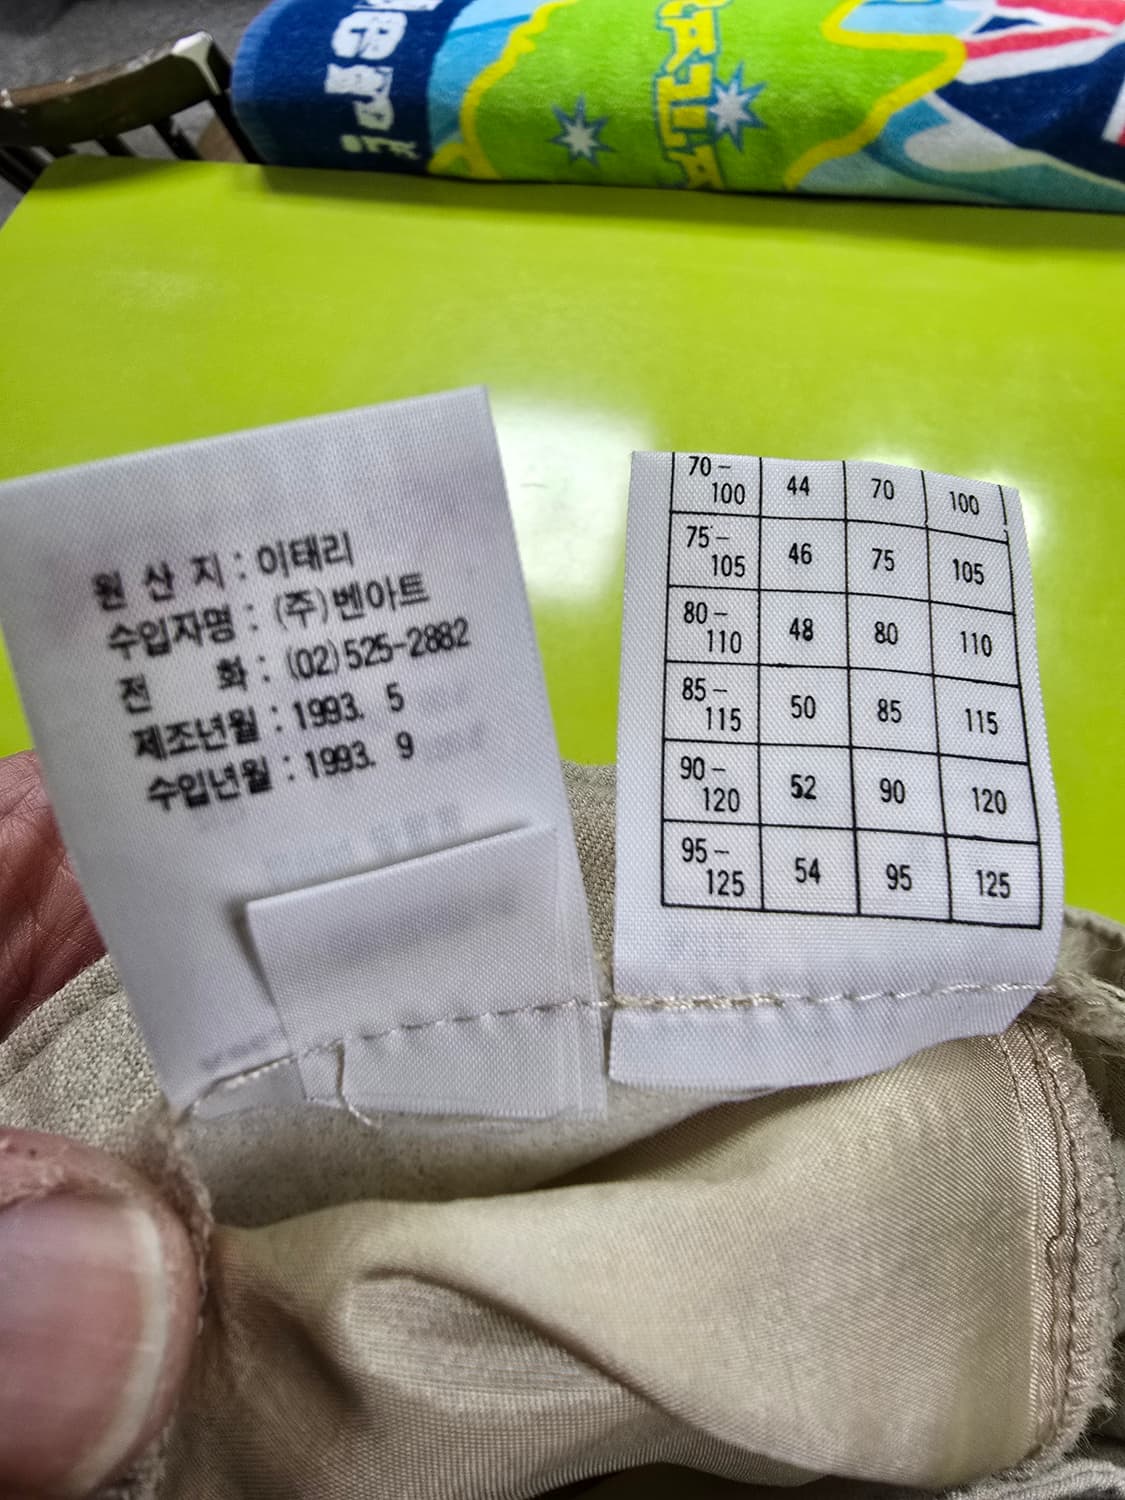 원 산 지 : 이태리
수입자명 : (주)벤아트
전 화 : (02)525-2882
제조년월 : 1993. 5
수입년월 : 1993. 9
70-100 44 70 100
75-105 46 75 105
80-110 48 80 110
85-115 50 85 115
90-120 52 90 120
95-125 54 95 125